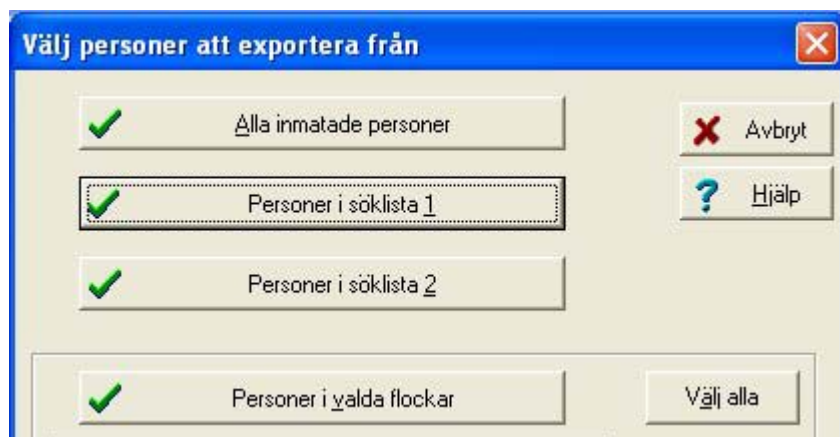 Välj personer att exportera från
Alla inmatade personer
Avbryt
Personer i söklista 1
Hjälp
Personer i söklista 2
Personer i valda flockar
Välj alla